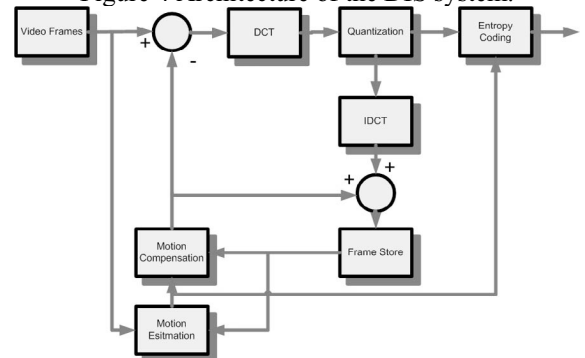 Figure 4 Architecture of the DIS system.
Video Frames
+
-
DCT
Quantization
Entropy
Coding
IDCT
+
+
Motion
Compensation
Frame Store
Motion
Esitmation